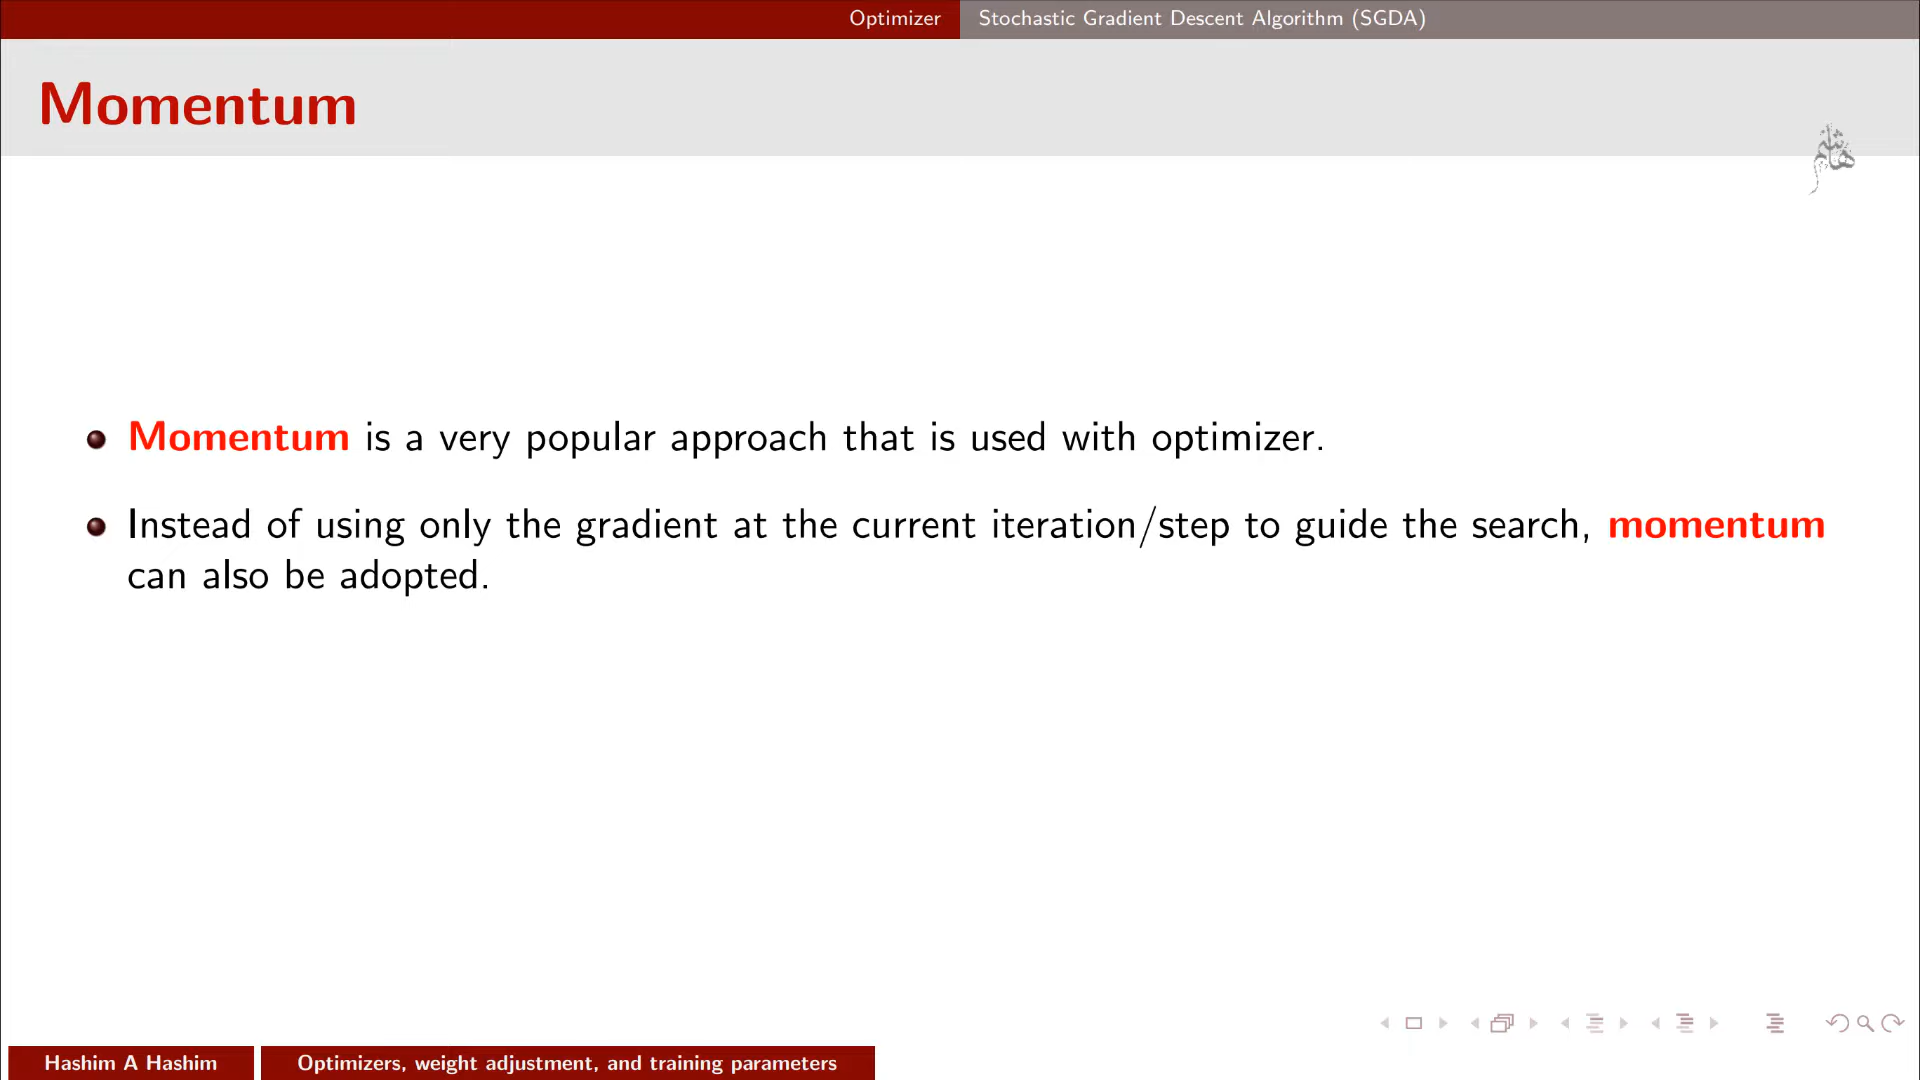 Optimizer
Stochastic Gradient Descent Algorithm (SGDA)
Momentum
هاشم
Momentum is a very popular approach that is used with optimizer.
Instead of using only the gradient at the current iteration/step to guide the search, momentum
can also be adopted.
Hashim A Hashim
Optimizers, weight adjustment, and training parameters